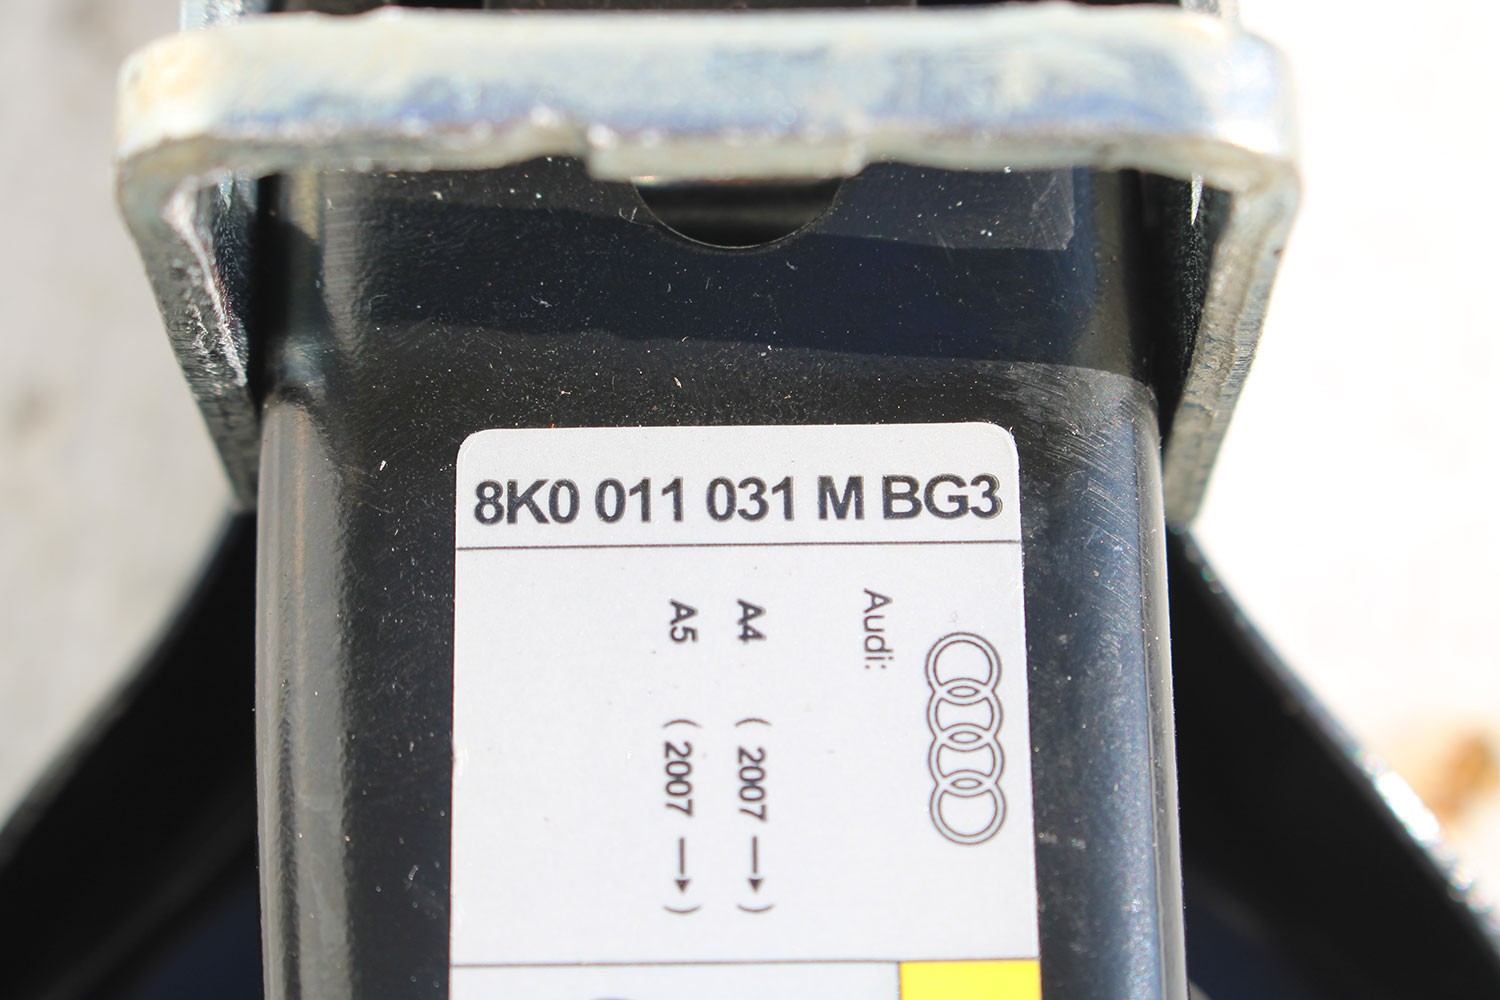 8K0 011 031 M BG3
Audi:
A4 ( 2007 → )
A5 ( 2007 → )